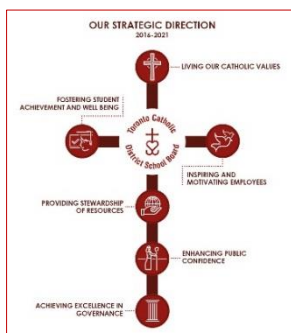 OUR STRATEGIC DIRECTION
2016-2021
LIVING OUR CATHOLIC VALUES
FOSTERING STUDENT
ACHIEVEMENT AND WELL BEING
Toronto Catholic
District School Board
INSPIRING AND
MOTIVATING EMPLOYEES
PROVIDING STEWARDSHIP
OF RESOURCES
ENHANCING PUBLIC
CONFIDENCE
ACHIEVING EXCELLENCE IN
GOVERNANCE